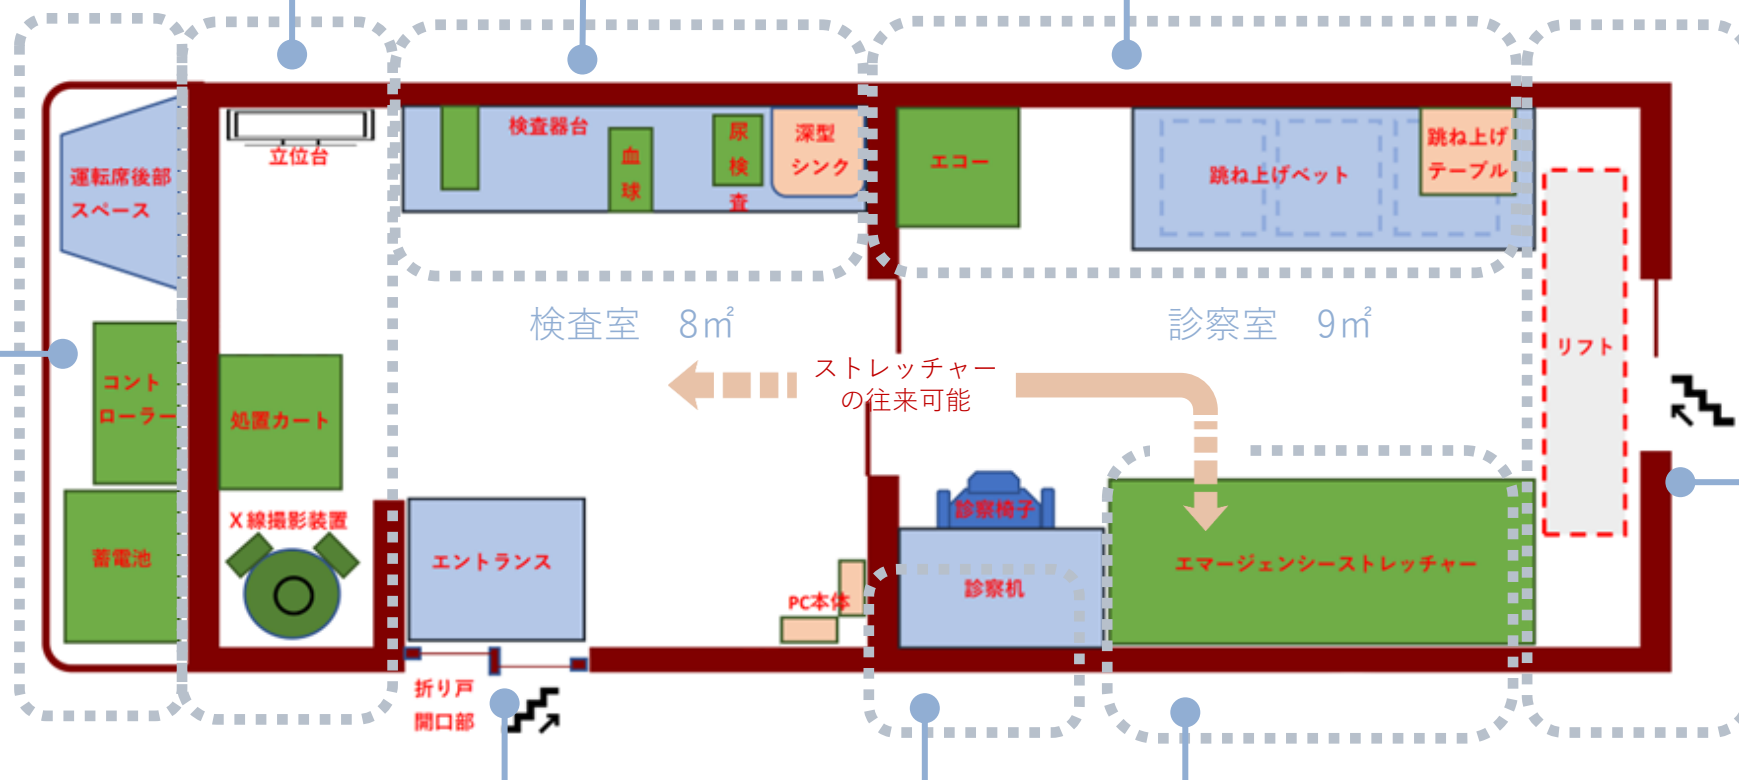 運転席後部
スペース
コント
ローラー
蓄電池
立位台
処置カート
X線撮影装置
検査器台
血
球
尿
検
査
深型
シンク
検査室 8㎡
エントランス
PC本体
折り戸
開口部
ストレッチャー
の往来可能
エコー
跳ね上げベット
跳ね上げ
テーブル
診察室 9㎡
リフト
診察椅子
診察机
エマージェンシーストレッチャー